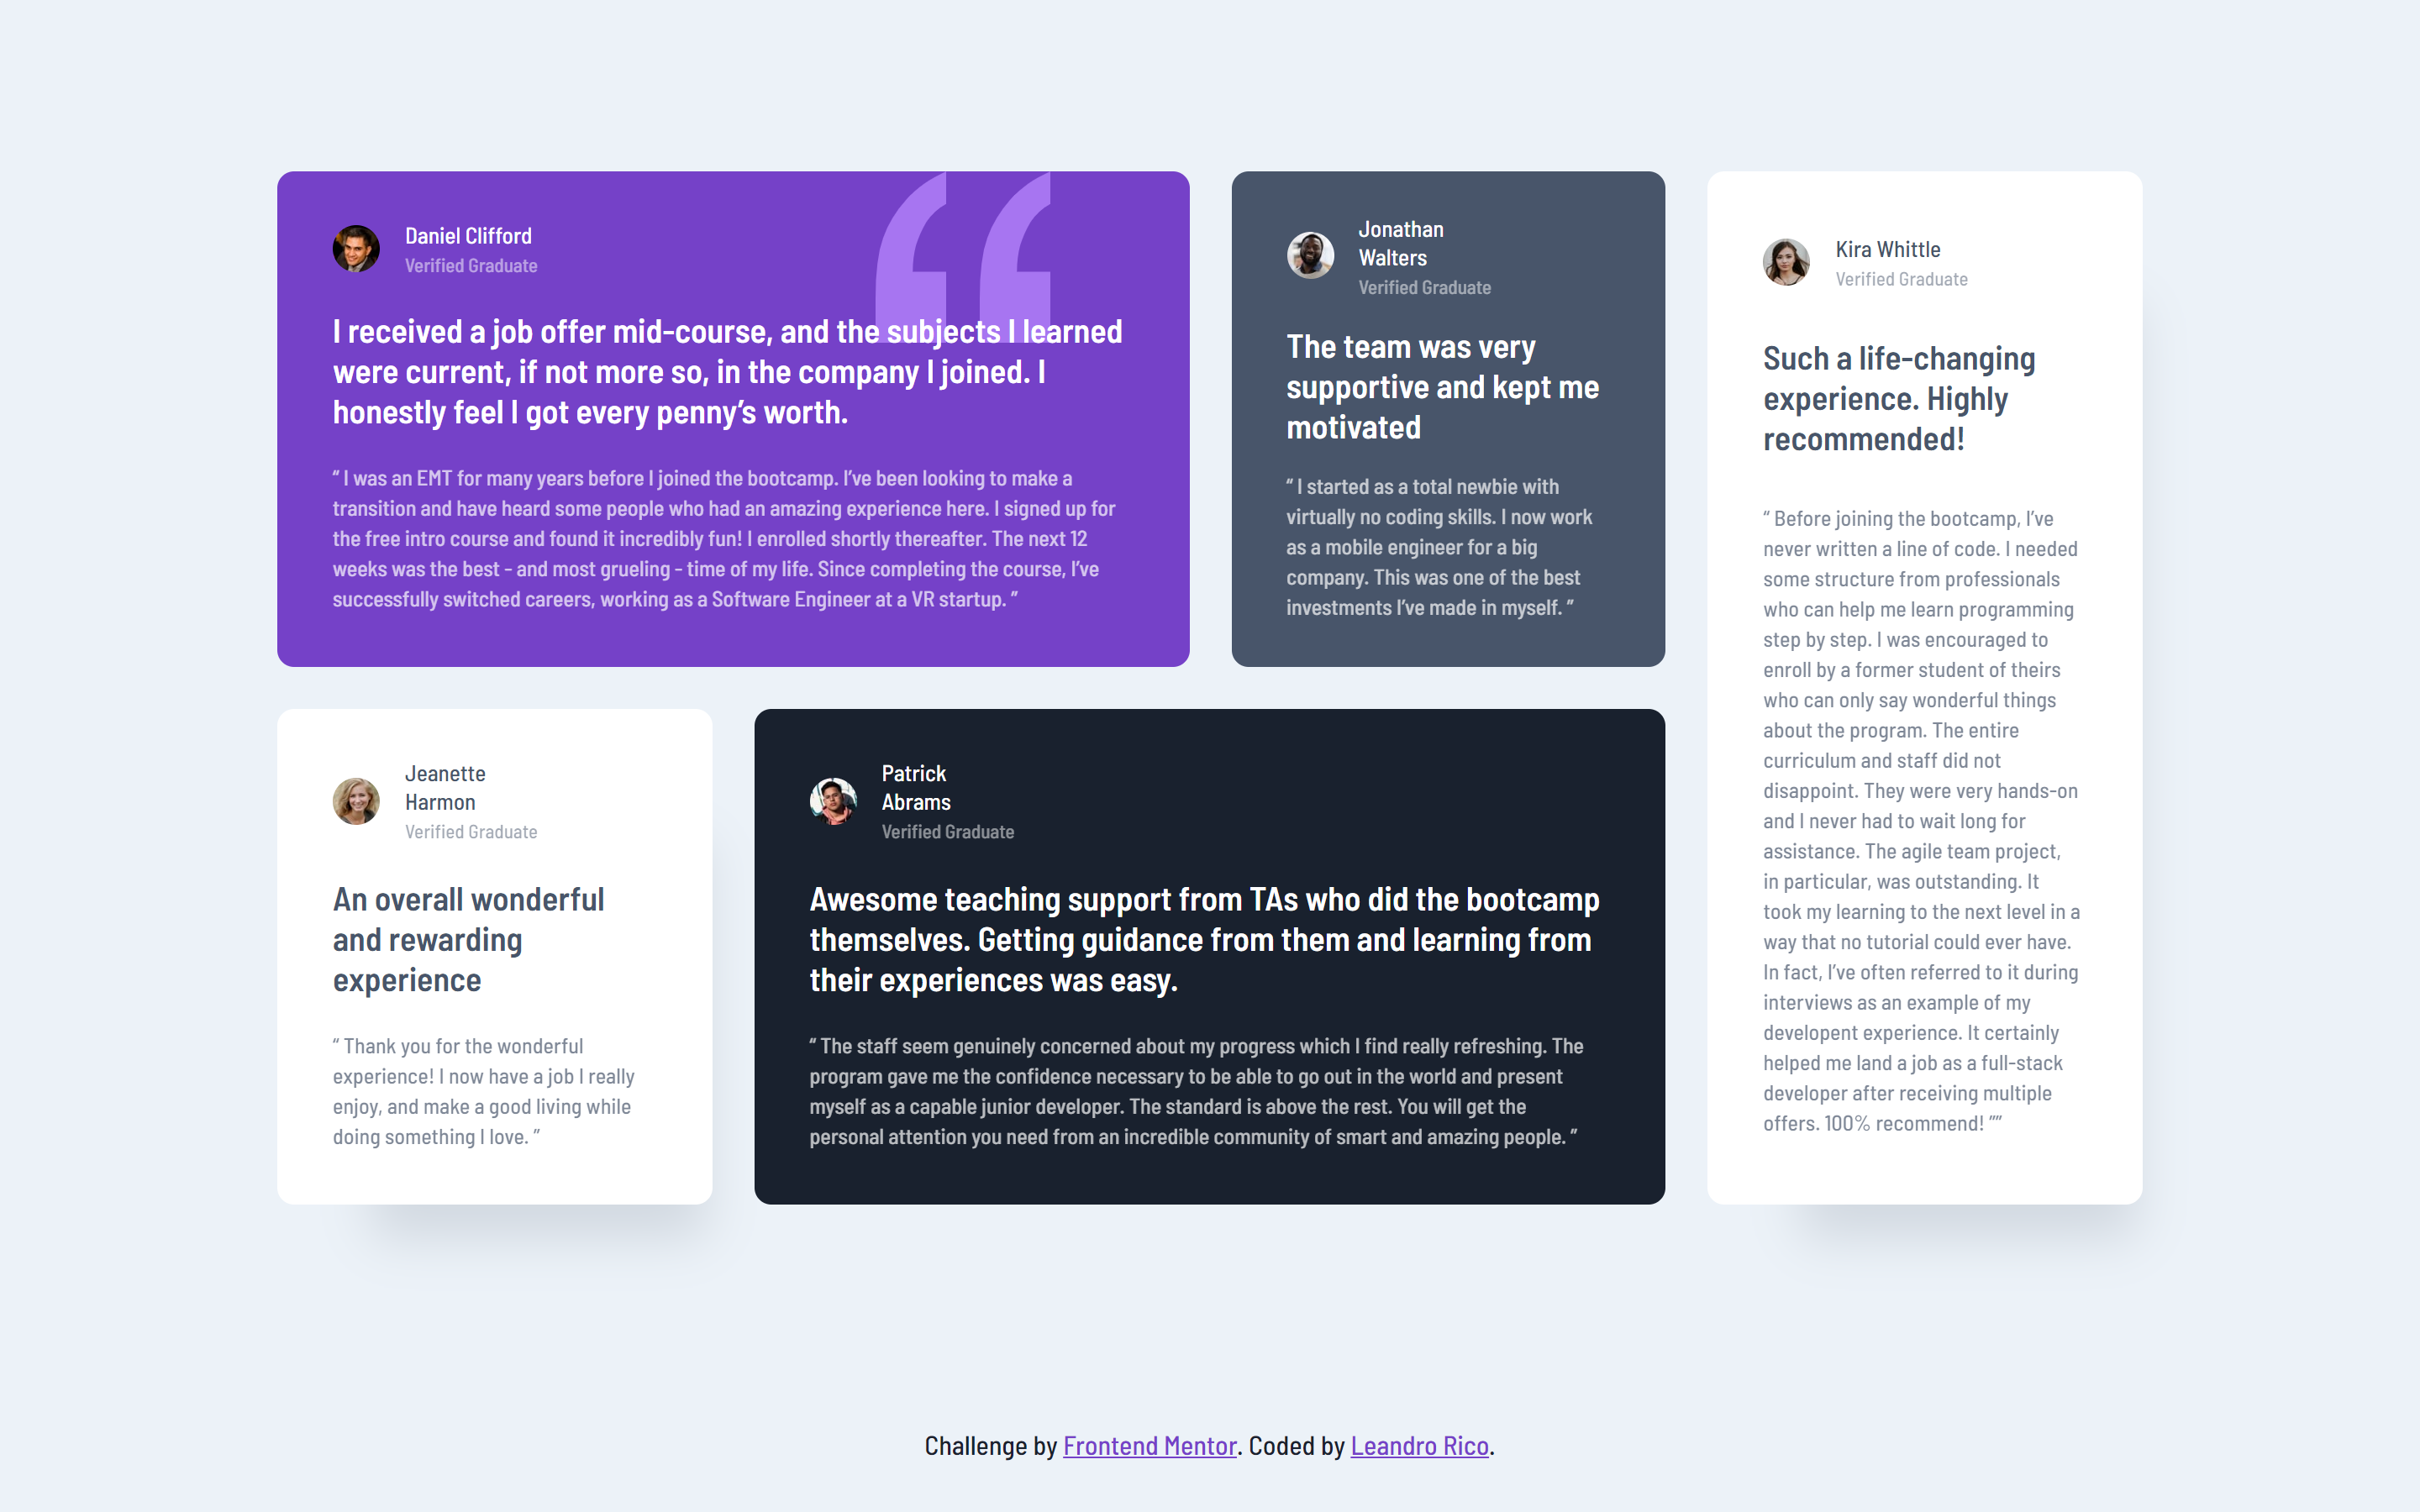 Daniel Clifford
Verified Graduate
I received a job offer mid-course, and the subjects I learned
were current, if not more so, in the company I joined. I
honestly feel I got every penny’s worth.
“ I was an EMT for many years before I joined the bootcamp. I’ve been looking to make a
transition and have heard some people who had an amazing experience here. I signed up for
the free intro course and found it incredibly fun! I enrolled shortly thereafter. The next 12
weeks was the best - and most grueling - time of my life. Since completing the course, I’ve
successfully switched careers, working as a Software Engineer at a VR startup. ”
Jonathan
Walters
Verified Graduate
The team was very
supportive and kept me
motivated
“ I started as a total newbie with
virtually no coding skills. I now work
as a mobile engineer for a big
company. This was one of the best
investments I’ve made in myself. ”
Kira Whittle
Verified Graduate
Such a life-changing
experience. Highly
recommended!
“ Before joining the bootcamp, I’ve
never written a line of code. I needed
some structure from professionals
who can help me learn programming
step by step. I was encouraged to
enroll by a former student of theirs
who can only say wonderful things
about the program. The entire
curriculum and staff did not
disappoint. They were very hands-on
and I never had to wait long for
assistance. The agile team project,
in particular, was outstanding. It
took my learning to the next level in a
way that no tutorial could ever have.
In fact, I’ve often referred to it during
interviews as an example of my
developent experience. It certainly
helped me land a job as a full-stack
developer after receiving multiple
offers. 100% recommend! ””
Jeanette
Harmon
Verified Graduate
An overall wonderful
and rewarding
experience
“ Thank you for the wonderful
experience! I now have a job I really
enjoy, and make a good living while
doing something I love. ”
Patrick
Abrams
Verified Graduate
Awesome teaching support from TAs who did the bootcamp
themselves. Getting guidance from them and learning from
their experiences was easy.
“ The staff seem genuinely concerned about my progress which I find really refreshing. The
program gave me the confidence necessary to be able to go out in the world and present
myself as a capable junior developer. The standard is above the rest. You will get the
personal attention you need from an incredible community of smart and amazing people. ”
Challenge by Frontend Mentor. Coded by Leandro Rico.